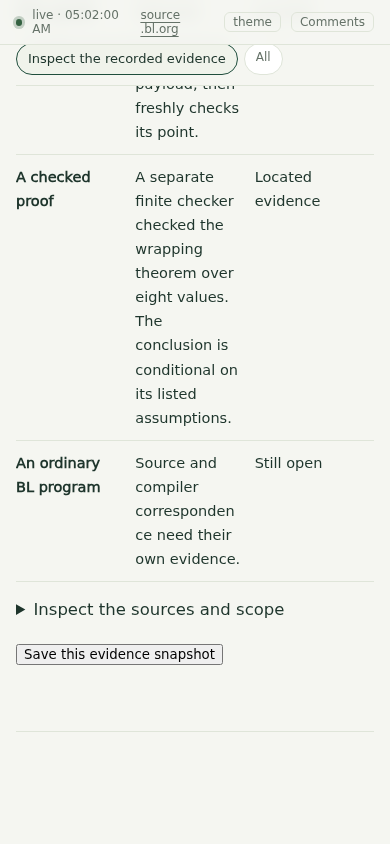 live · 05:02:00 AM
source.bl.org
theme
Comments
Inspect the recorded evidence
All
payload, then
freshly checks
its point.
A checked
proof
A separate
finite checker
checked the
wrapping
theorem over
eight values.
The
conclusion is
conditional on
its listed
assumptions.
Located
evidence
An ordinary
BL program
Source and
compiler
corresponden
ce need their
own evidence.
Still open
Inspect the sources and scope
Save this evidence snapshot